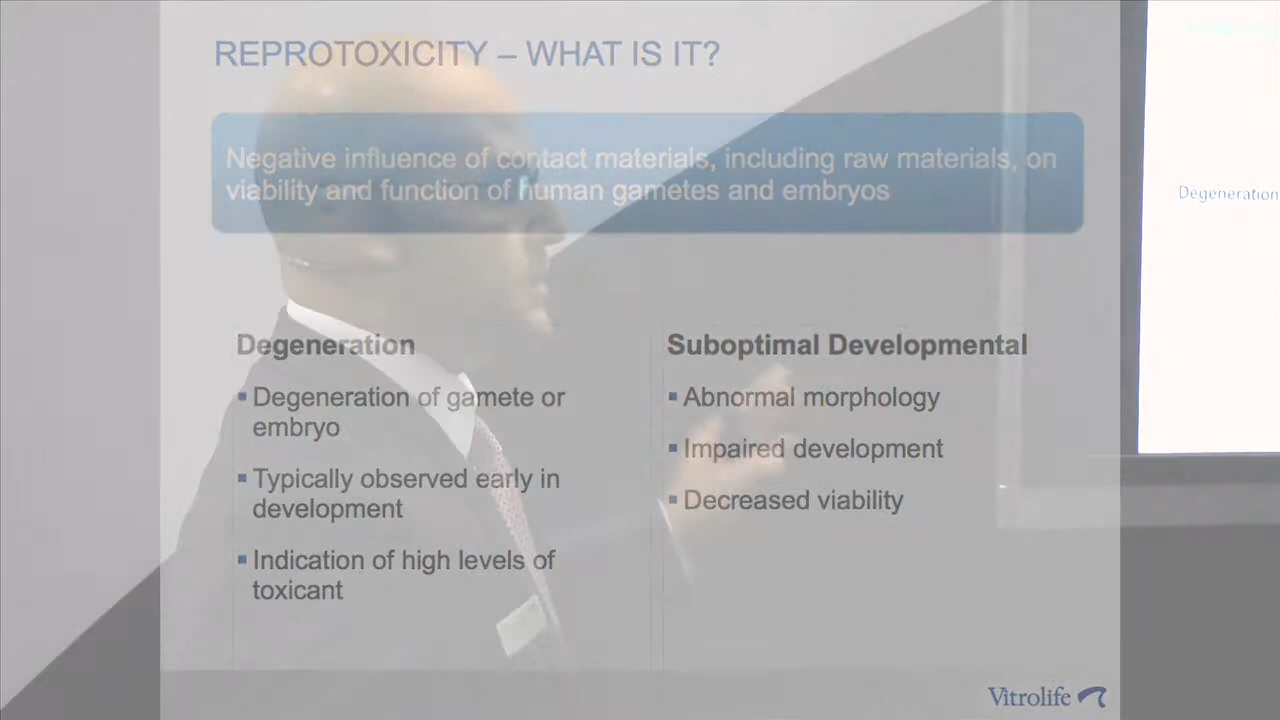 REPROTOXICITY – WHAT IS IT?
Negative influence of contact materials, including raw materials, on
viability and function of human gametes and embryos
Degeneration
▪ Degeneration of gamete or
embryo
▪ Typically observed early in
development
▪ Indication of high levels of
toxicant
Suboptimal Developmental
▪ Abnormal morphology
▪ Impaired development
▪ Decreased viability
Degeneration
Vitrolife